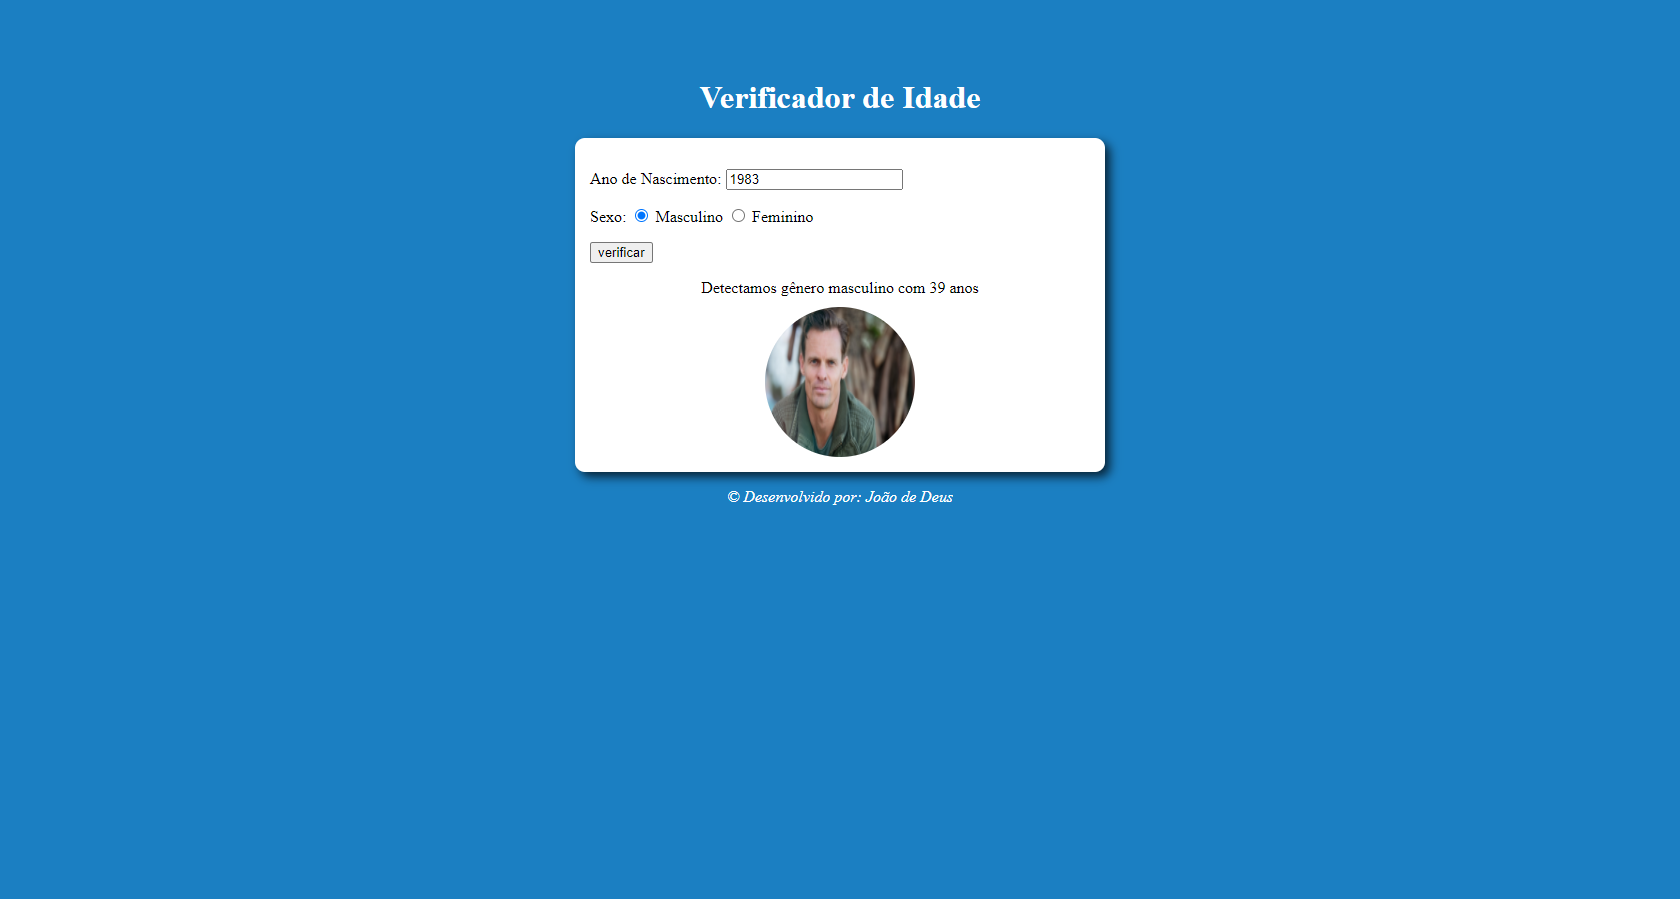 Verificador de Idade
Ano de Nascimento: 1983
Sexo: Masculino Feminino
verificar
Detectamos gênero masculino com 39 anos
© Desenvolvido por: João de Deus